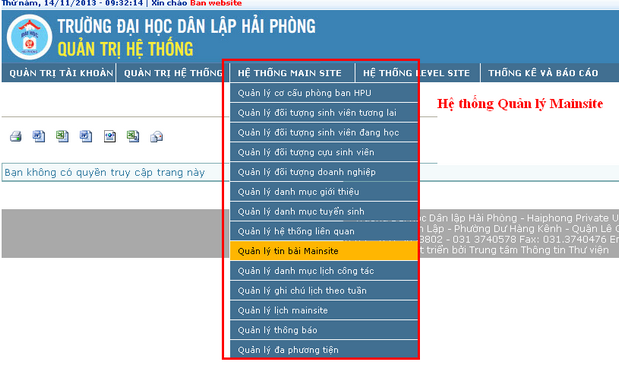 Thứ năm, 14/11/2013 - 09:32:14 | Xin chào Ban website
TRƯỜNG ĐẠI HỌC DÂN LẬP HẢI PHÒNG
QUẢN TRỊ HỆ THỐNG
QUẢN TRỊ TÀI KHOẢN QUẢN TRỊ HỆ THỐNG HỆ THỐNG MAIN SITE HỆ THỐNG LEVEL SITE THỐNG KÊ VÀ BÁO CÁO
Hệ thống Quản lý Mainsite
Quản lý cơ cấu phòng ban HPU
Quản lý đối tượng sinh viên tương lai
Quản lý đối tượng sinh viên đang học
Quản lý đối tượng cựu sinh viên
Bạn không có quyền truy cập trang này
Quản lý đối tượng doanh nghiệp
Quản lý danh mục giới thiệu
Quản lý danh mục tuyển sinh
Học Dân lập Hải Phòng - Haiphong Private U
Quản lý hệ thống liên quan
Lập - Phường Dư Hàng Kênh - Quận Lê C
3802 - 031 3740578 Fax: 031.3740476 Em
Quản lý tin bài Mainsite
triển bởi Trung tâm Thông tin Thư viện
Quản lý danh mục lịch công tác
Quản lý ghi chú lịch theo tuần
Quản lý lịch mainsite
Quản lý thông báo
Quản lý đa phương tiện